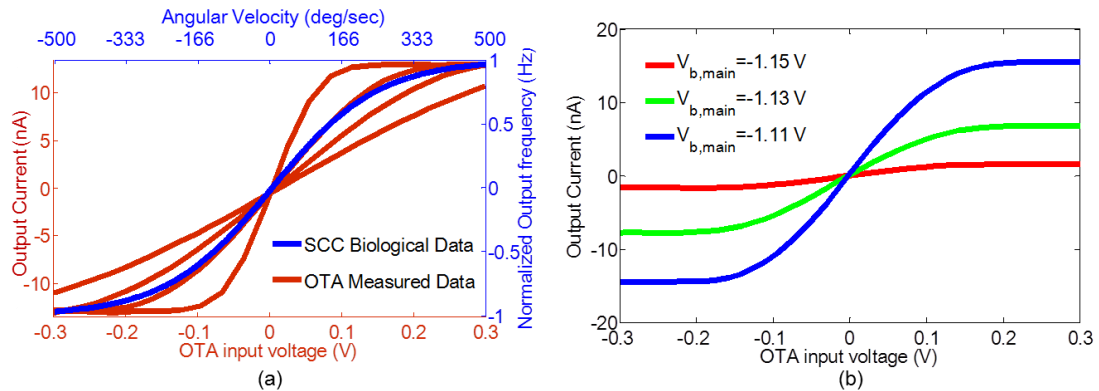 Angular Velocity (deg/sec)
-500 -333 -166 0 166 333 500
Output Current (nA)
10
5
0
-5
-10
1
0.5
0
-0.5
-1
Normalized Output frequency (Hz)
SCC Biological Data
OTA Measured Data
-0.3 -0.2 -0.1 0 0.1 0.2 0.3
OTA input voltage (V)
(a)
Output Current (nA)
20
10
0
-10
-20
V_b,main=-1.15 V
V_b,main=-1.13 V
V_b,main=-1.11 V
-0.3 -0.2 -0.1 0 0.1 0.2 0.3
OTA input voltage (V)
(b)